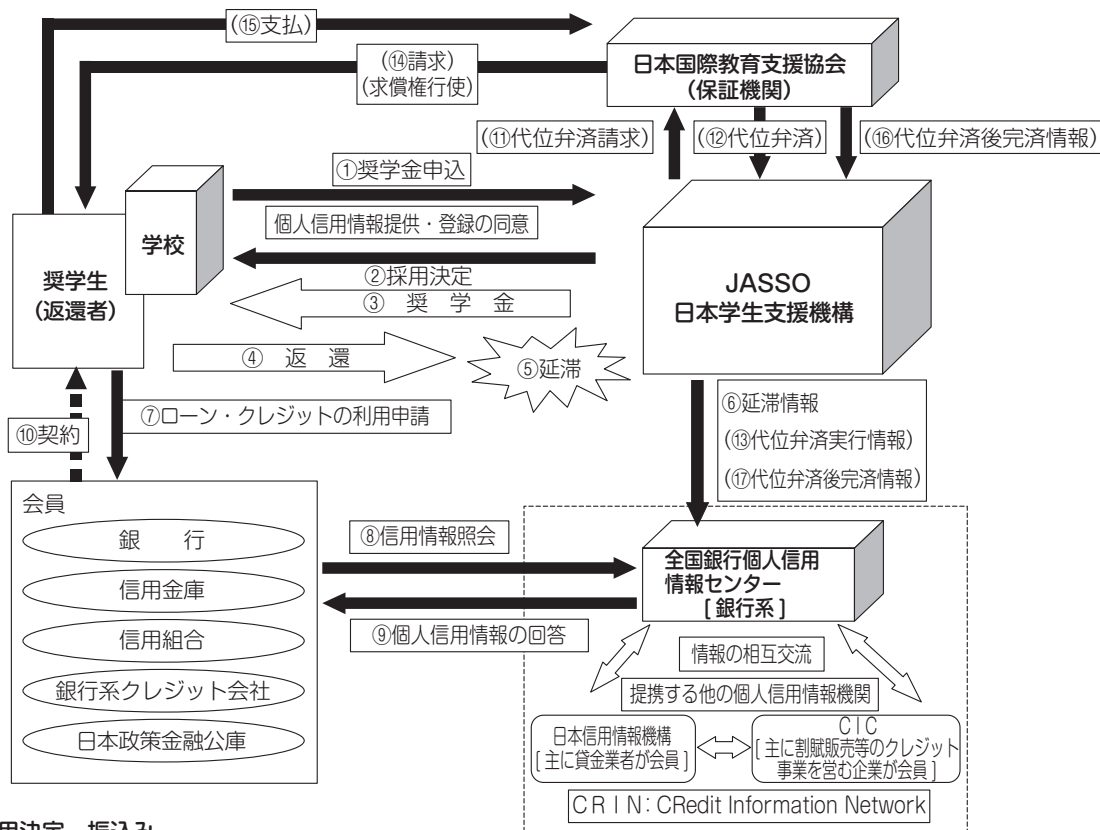 (⑮支払)
(⑭請求)
(求償権行使)
日本国際教育支援協会
(保証機関)
(⑪代位弁済請求)
(⑫代位弁済)
(⑯代位弁済後完済情報)
①奨学金申込
個人信用情報提供・登録の同意
学校
奨学生
(返還者)
②採用決定
③ 奨 学 金
JASSO
日本学生支援機構
④ 返 還
⑤延滞
⑥延滞情報
(⑬代位弁済実行情報)
(⑰代位弁済後完済情報)
⑦ローン・クレジットの利用申請
⑩契約
会員
銀 行
信用金庫
信用組合
銀行系クレジット会社
日本政策金融公庫
⑧信用情報照会
⑨個人信用情報の回答
全国銀行個人信用
情報センター
[ 銀行系 ]
情報の相互交流
提携する他の個人信用情報機関
日本信用情報機構
[ 主に貸金業者が会員 ]
CIC
[ 主に割賦販売等のクレジット
事業を営む企業が会員 ]
CRIN: CRedit Information Network